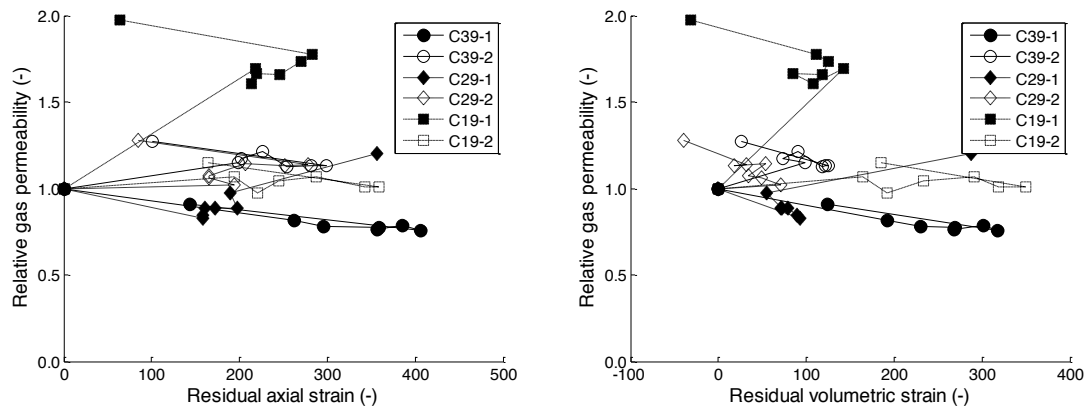 2.0
1.5
1.0
0.5
0.0
Relative gas permeability (-)
0 100 200 300 400 500
Residual axial strain (-)
C39-1
C39-2
C29-1
C29-2
C19-1
C19-2
2.0
1.5
1.0
0.5
0.0
Relative gas permeability (-)
-100 0 100 200 300 400
Residual volumetric strain (-)
C39-1
C39-2
C29-1
C29-2
C19-1
C19-2